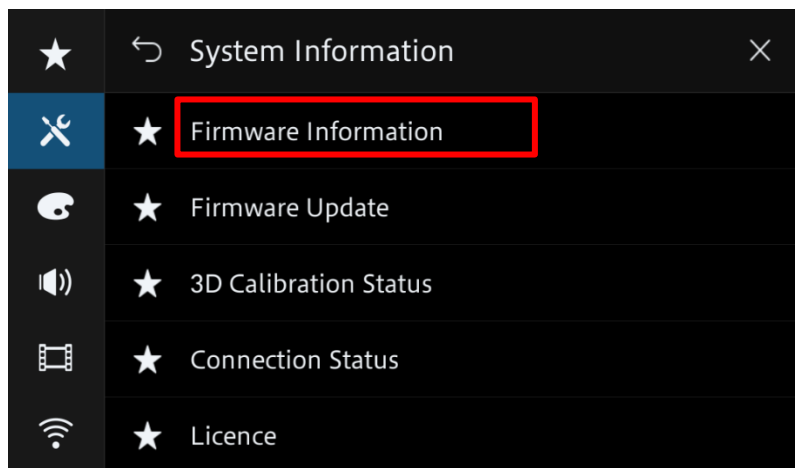 System Information
Firmware Information
Firmware Update
3D Calibration Status
Connection Status
Licence